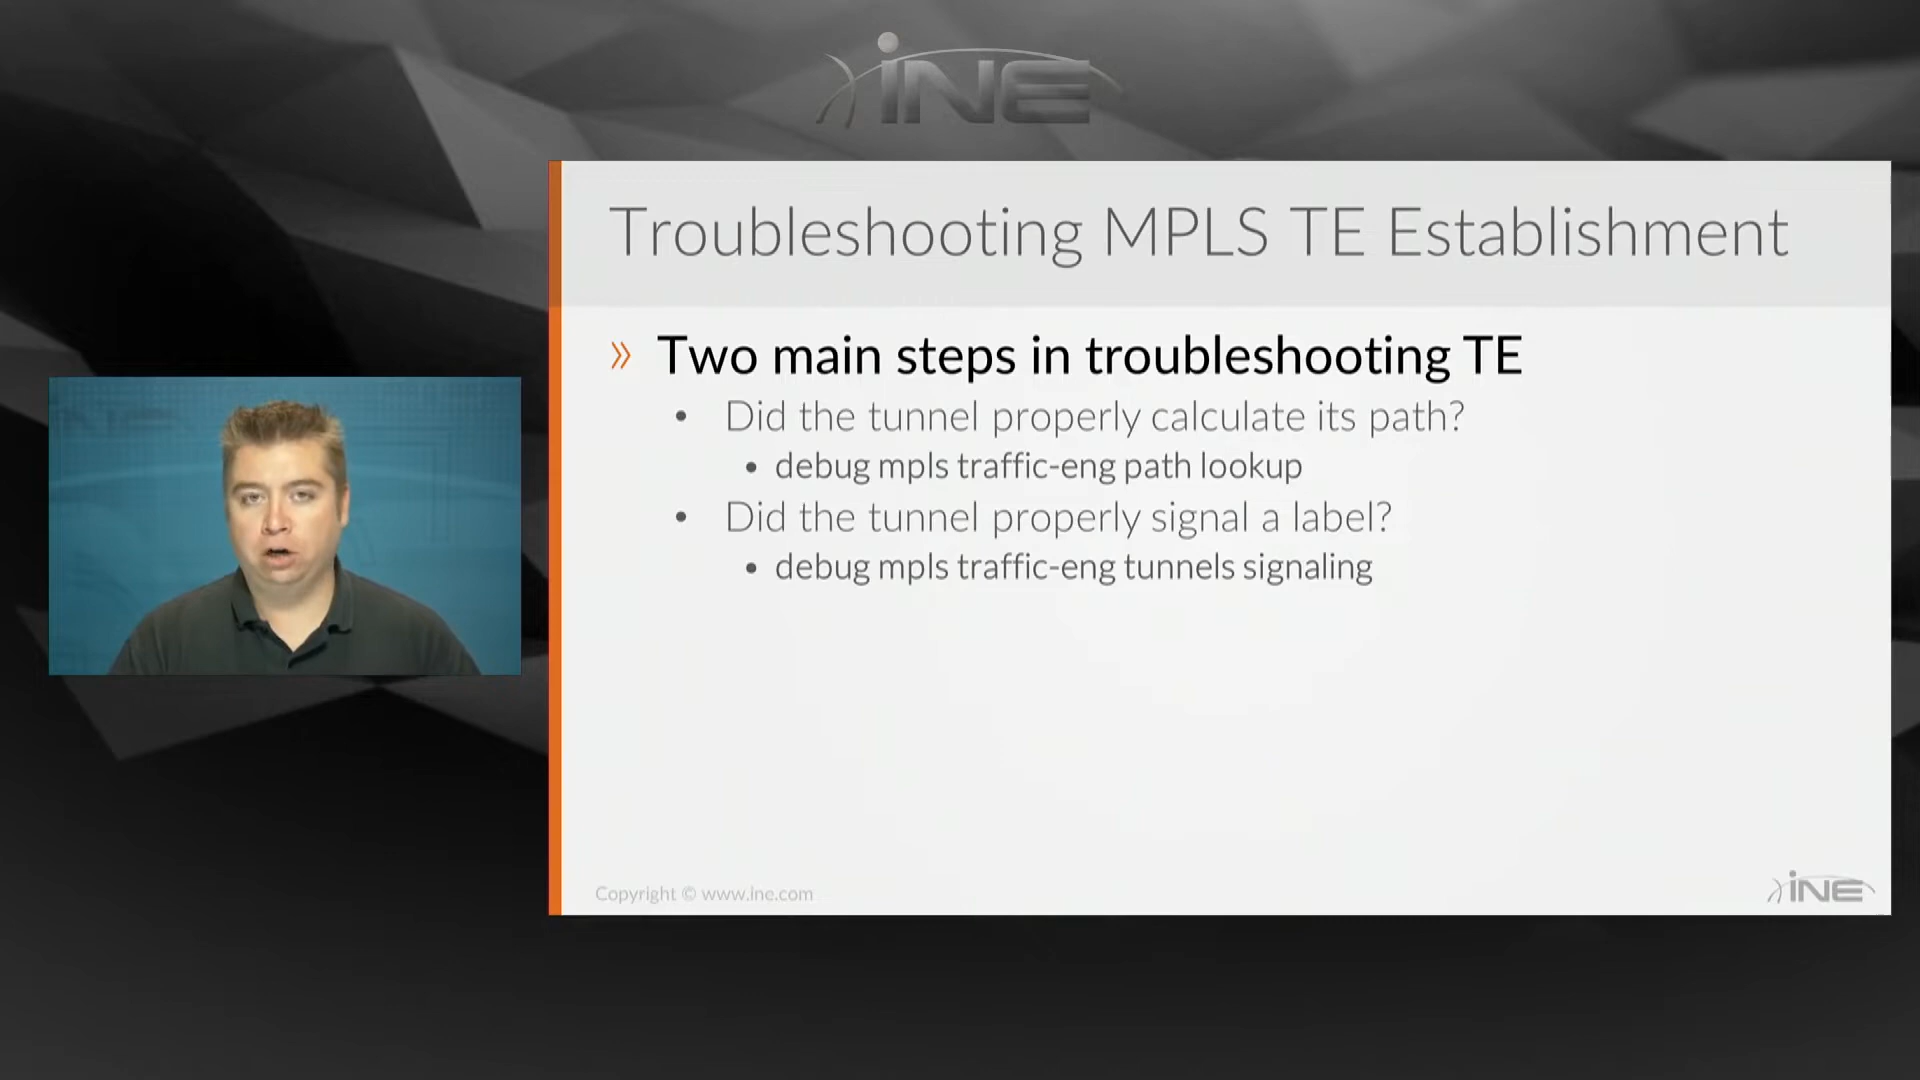 iNE
Troubleshooting MPLS TE Establishment
» Two main steps in troubleshooting TE
• Did the tunnel properly calculate its path?
• debug mpls traffic-eng path lookup
• Did the tunnel properly signal a label?
• debug mpls traffic-eng tunnels signaling
Copyright © www.ine.com
iNE